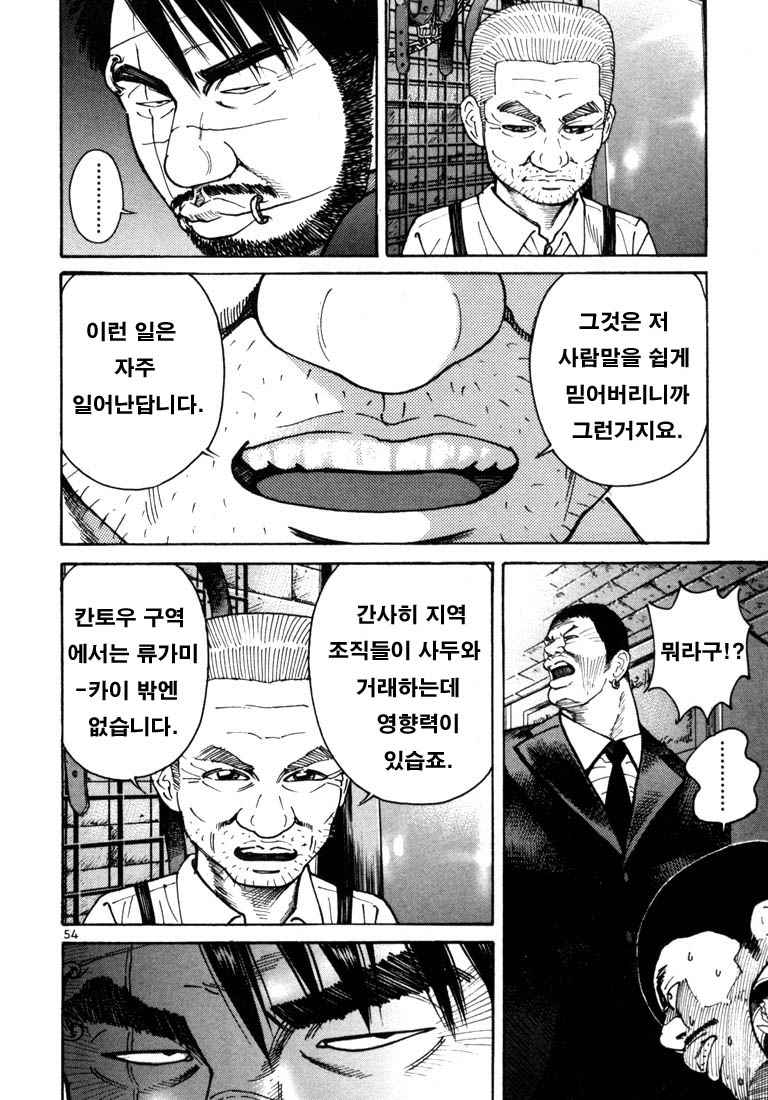 ………
그것은 저
사람말을 쉽게
믿어버리니까
그런거지요.
이런 일은
자주
일어난답니다.
뭐라구!?
………
간사히 지역
조직들이 사두와
거래하는데
영향력이
있습죠.
칸토우 구역
에서는 류가미
-카이 밖엔
없습니다.
54